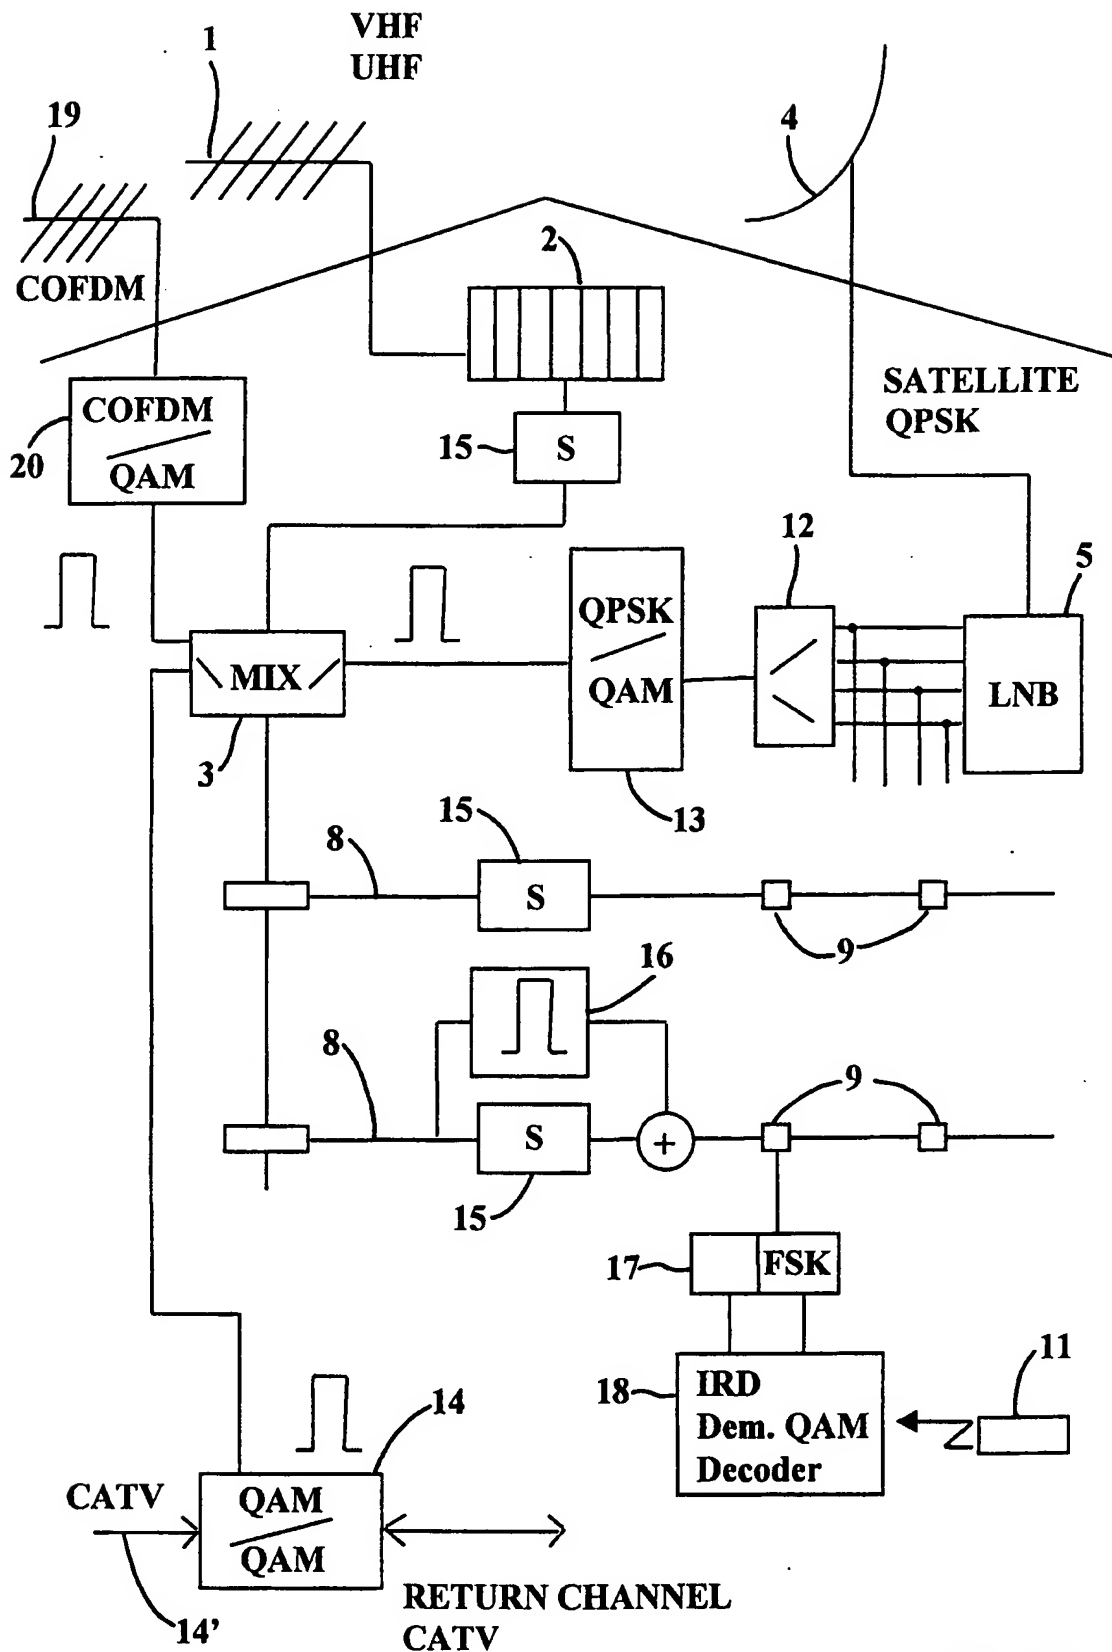 VHF
UHF
1
19
4
COFDM
2
SATELLITE
QPSK
COFDM
QAM
20
15
S
12
5
QPSK
QAM
LNB
MIX
3
13
15
8
S
9
16
8
9
S
+
15
17
FSK
11
18
IRD
Dem. QAM
Decoder
14
CATV
QAM
QAM
RETURN CHANNEL
CATV
14'